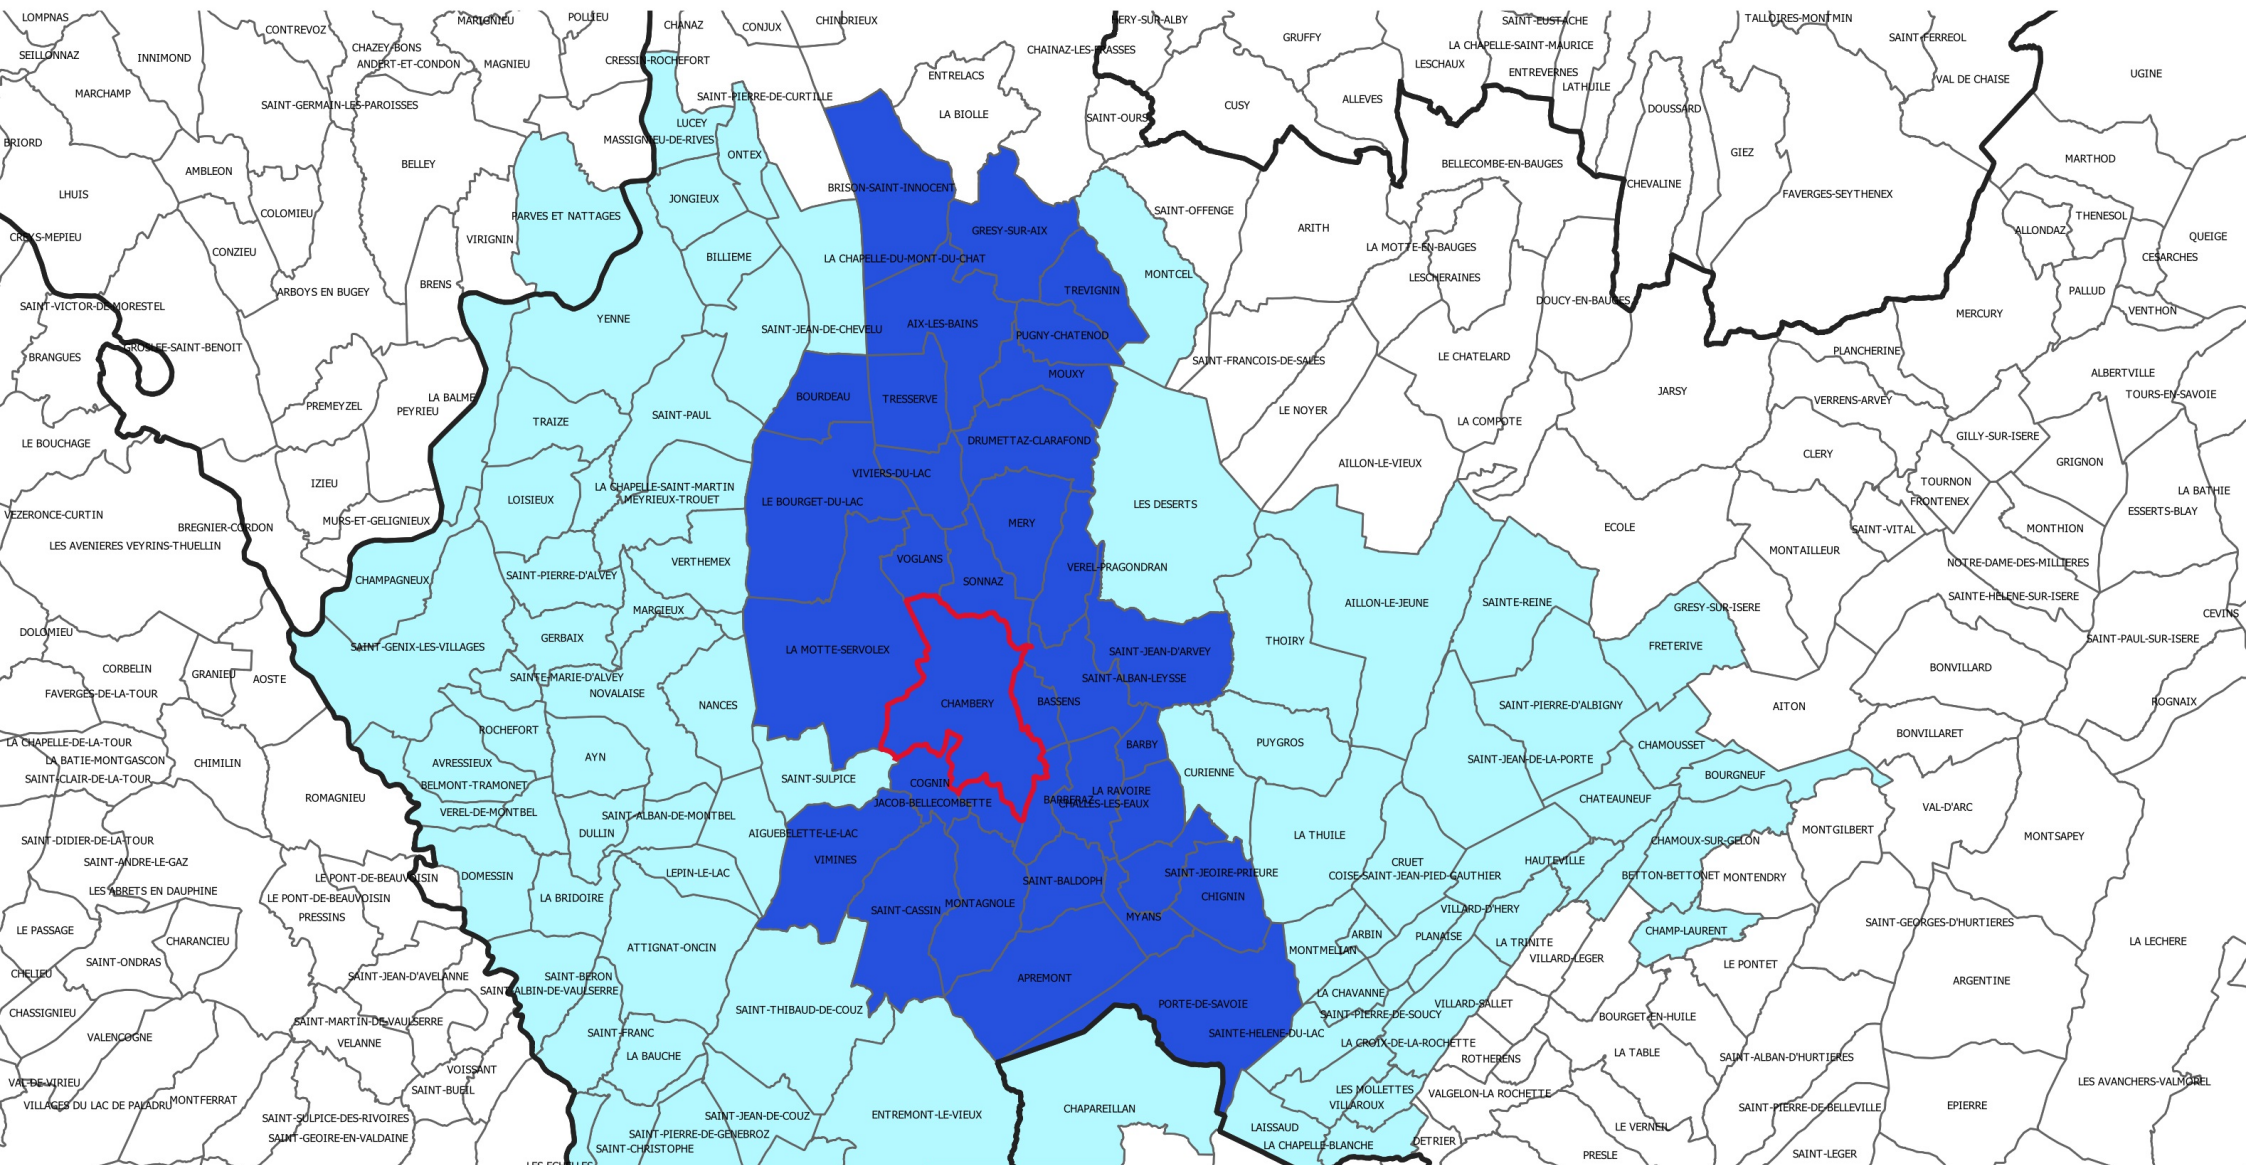 LOMPNAS
CONTREVOZ
MARIGNIEU
POLLIEU
CHANAZ
CONJUX
CHINDRIEUX
HERY-SUR-ALBY
SAINT-EUSTACHE
TALLOIRES-MONTMIN
SEILLONNAZ
INNIMOND
CHAZEY-BONS
ANDERT-ET-CONDON
MAGNIEU
CRESSIN-ROCHEFORT
CHAINAZ-LES-FRASSES
GRUFFY
LA CHAPELLE-SAINT-MAURICE
SAINT-FERREOL
LESCHAUX
ENTREVERNES
LATHUILE
VAL DE CHAISE
UGINE
MARCHAMP
SAINT-GERMAIN-LES-PAROISSES
SAINT-PIERRE-DE-CURTILLE
ENTRELACS
LA BIOLLE
SAINT-OURS
CUSY
ALLEVES
DOUSSARD
BRIORD
AMBLEON
BELLEY
MASSIGNIEU-DE-RIVES
LUCEY
ONTEX
BELLECOMBE-EN-BAUGES
GIEZ
MARTHOD
LHUIS
COLOMIEU
PARVES ET NATTAGES
JONGIEUX
BRISON-SAINT-INNOCENT
SAINT-OFFENGE
CHEVALINE
FAVERGES-SEYTHENEX
THENESOL
CREYS-MEPIEU
CONZIEU
VIRIGNIN
BILLIEME
GRESY-SUR-AIX
ARITH
LA MOTTE-EN-BAUGES
ALLONDAZ
QUEIGE
LA CHAPELLE-DU-MONT-DU-CHAT
MONTCEL
LESCHERAINES
CESARCHES
SAINT-VICTOR-DE-MORESTEL
ARBOYS EN BUGEY
BRENS
YENNE
TREVIGNIN
DOUCY-EN-BAUGES
PALLUD
VENTHON
BRANGUES
GROSLEE-SAINT-BENOIT
SAINT-JEAN-DE-CHEVELU
AIX-LES-BAINS
PUGNY-CHATENOD
MERCURY
SAINT-FRANCOIS-DE-SALES
LE CHATELARD
PLANCHERINE
PREMEYZEL
PEYRIEU
LA BALME
TRAIZE
SAINT-PAUL
BOURDEAU
TRESSERVE
MOUXY
LE NOYER
LA COMPOTE
JARSY
VERRENS-ARVEY
ALBERTVILLE
TOURS-EN-SAVOIE
LE BOUCHAGE
DRUMETTAZ-CLARAFOND
AILLON-LE-VIEUX
CLERY
GILLY-SUR-ISERE
GRIGNON
IZIEU
LOISIEUX
LA CHAPELLE-SAINT-MARTIN
MEYRIEUX-TROUET
VIVIERS-DU-LAC
LE BOURGET-DU-LAC
LES DESERTS
TOURNON
FRONTENEX
LA BATHIE
VEZERONCE-CURTIN
BREGNIER-CORDON
MURS-ET-GELIGNIEUX
MERY
ECOLE
SAINT-VITAL
MONTHION
ESSERTS-BLAY
LES AVENIERES VEYRINS-THUELLIN
CHAMPAGNEUX
SAINT-PIERRE-D'ALVEY
VERTHEMEX
VOGLANS
SONNAZ
VEREL-PRAGONDRAN
MONTAILLEUR
NOTRE-DAME-DES-MILLIERES
DOLOMIEU
SAINT-GENIX-LES-VILLAGES
GERBAIX
MARCIEUX
AILLON-LE-JEUNE
SAINTE-REINE
GRESY-SUR-ISERE
SAINTE-HELENE-SUR-ISERE
CEVINS
CORBELIN
GRANIEU
AOSTE
LA MOTTE-SERVOLEX
SAINT-JEAN-D'ARVEY
THOIRY
FRETERIVE
SAINT-PAUL-SUR-ISERE
FAVERGES-DE-LA-TOUR
SAINTE-MARIE-D'ALVEY
NOVALAISE
NANCES
CHAMBERY
BASSENS
SAINT-ALBAN-LEYSSE
SAINT-PIERRE-D'ALBIGNY
AITON
BONVILLARD
ROGNAIX
LA CHAPELLE-DE-LA-TOUR
LA BATIE-MONTGASCON
SAINT-CLAIR-DE-LA-TOUR
CHIMILIN
ROCHEFORT
AVRESSIEUX
BELMONT-TRAMONET
AYN
SAINT-SULPICE
BARBY
CURIENNE
PUYGROS
SAINT-JEAN-DE-LA-PORTE
CHAMOUSSET
BOURGNEUF
BONVILLARET
ROMAGNIEU
VEREL-DE-MONTBEL
DULLIN
SAINT-ALBAN-DE-MONTBEL
COGNIN
JACOB-BELLECOMBETTE
BARBERAZ
LA RAVOIRE
CHALLES-LES-EAUX
CHATEAUNEUF
VAL-D'ARC
SAINT-DIDIER-DE-LA-TOUR
SAINT-ANDRE-LE-GAZ
AIGUEBELETTE-LE-LAC
VIMINES
LA THUILE
CHAMOUX-SUR-GELON
MONTGILBERT
MONTSAPEY
LES ABRETS EN DAUPHINE
LE PONT-DE-BEAUVOISIN
LE PONT-DE-BEAUVOISIN
PRESSINS
DOMESSIN
LA BRIDOIRE
LEPIN-LE-LAC
SAINT-BALDOPH
SAINT-JEOIRE-PRIEURE
CHIGNIN
CRUET
COISE-SAINT-JEAN-PIED-GAUTHIER
HAUTEVILLE
BETTON-BETTONET
MONTENDRY
LE PASSAGE
CHARANCIEU
ATTIGNAT-ONCIN
SAINT-CASSIN
MONTAGNOLE
MYANS
ARBIN
VILLARD-D'HERY
PLANAISE
LA TRINITE
CHAMP-LAURENT
SAINT-GEORGES-D'HURTIERES
LA LECHERE
CHELIEU
SAINT-ONDRAS
SAINT-JEAN-D'AVELANNE
SAINT-BERON
SAINT-ALBIN-DE-VAULSERRE
APREMONT
MONTMELIAN
VILLARD-LEGER
LE PONTET
ARGENTINE
CHASSIGNIEU
SAINT-MARTIN-DE-VAULSERRE
SAINT-THIBAUD-DE-COUZ
PORTE-DE-SAVOIE
LA CHAVANNE
SAINT-PIERRE-DE-SOUCY
VILLARD-SALLET
BOURGET-EN-HUILE
VALENCOGNE
VELANNE
SAINT-FRANC
LA BAUCHE
SAINTE-HELENE-DU-LAC
LA CROIX-DE-LA-ROCHETTE
ROTHERENS
LA TABLE
SAINT-ALBAN-D'HURTIERES
VAL-DE-VIRIEU
VOISSANT
SAINT-BUEIL
LES MOLLETTES
VILLAROUX
VALGELON-LA ROCHETTE
LES AVANCHERS-VALMOREL
VILLAGES DU LAC DE PALADRU
MONTFERRAT
SAINT-SULPICE-DES-RIVOIRES
SAINT-GEOIRE-EN-VALDAINE
SAINT-JEAN-DE-COUZ
SAINT-PIERRE-DE-GENEBROZ
SAINT-CHRISTOPHE
ENTREMONT-LE-VIEUX
CHAPAREILLAN
LAISSAUD
LA CHAPELLE-BLANCHE
DETRIER
LE VERNEIL
PRESLE
SAINT-PIERRE-DE-BELLEVILLE
SAINT-LEGER
EPIERRE